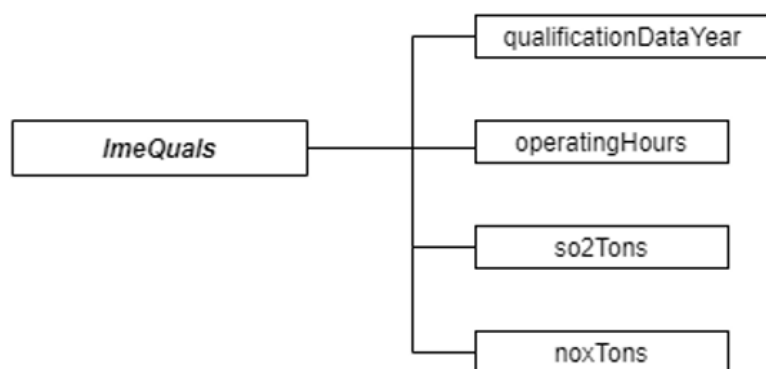 qualificationDataYear
lmeQuals
operatingHours
so2Tons
noxTons